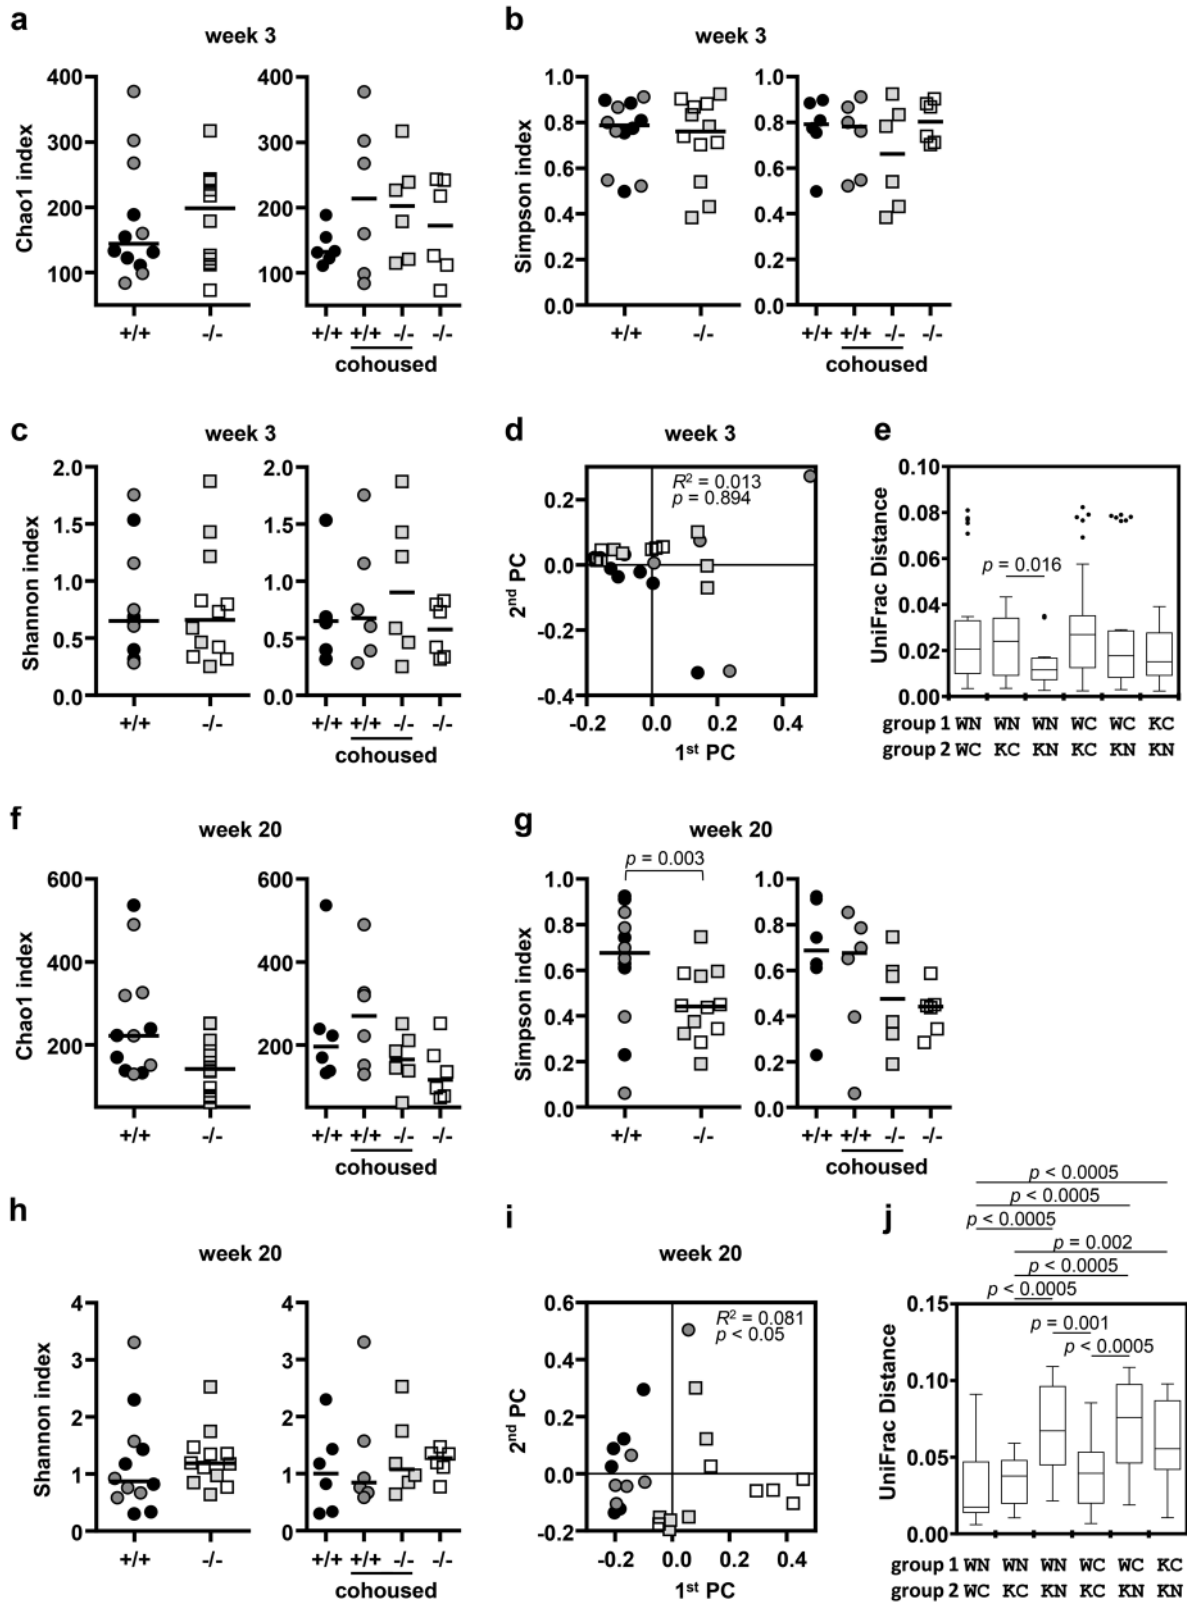 a
week 3
Chao1 index
400
300
200
100
+/+
-/-
400
300
200
100
+/+ +/+ -/- -/-
cohoused
b
week 3
Simpson index
1.0
0.8
0.6
0.4
0.2
0.0
+/+
-/-
1.0
0.8
0.6
0.4
0.2
0.0
+/+ +/+ -/- -/-
cohoused
c
week 3
Shannon index
2.0
1.5
1.0
0.5
0.0
+/+
-/-
2.0
1.5
1.0
0.5
0.0
+/+ +/+ -/- -/-
cohoused
d
week 3
R² = 0.013
p = 0.894
2nd PC
0.2
0.0
-0.2
-0.4
-0.2 0.0 0.2 0.4
1st PC
e
UniFrac Distance
0.10
0.08
0.06
0.04
0.02
0.00
p = 0.016
group 1 WN WN WN WC WC KC
group 2 WC KC KN KC KN KN
f
week 20
Chao1 index
600
400
200
+/+
-/-
600
400
200
+/+ +/+ -/- -/-
cohoused
g
week 20
p = 0.003
Simpson index
1.0
0.8
0.6
0.4
0.2
0.0
+/+
-/-
1.0
0.8
0.6
0.4
0.2
0.0
+/+ +/+ -/- -/-
cohoused
h
week 20
Shannon index
4
3
2
1
0
+/+
-/-
4
3
2
1
0
+/+ +/+ -/- -/-
cohoused
i
week 20
R² = 0.081
p < 0.05
2nd PC
0.6
0.4
0.2
0.0
-0.2
-0.2 0.0 0.2 0.4
1st PC
j
p < 0.0005
p < 0.0005
p < 0.0005
p = 0.002
p < 0.0005
p < 0.0005
p = 0.001
p < 0.0005
UniFrac Distance
0.15
0.10
0.05
0.00
group 1 WN WN WN WC WC KC
group 2 WC KC KN KC KN KN